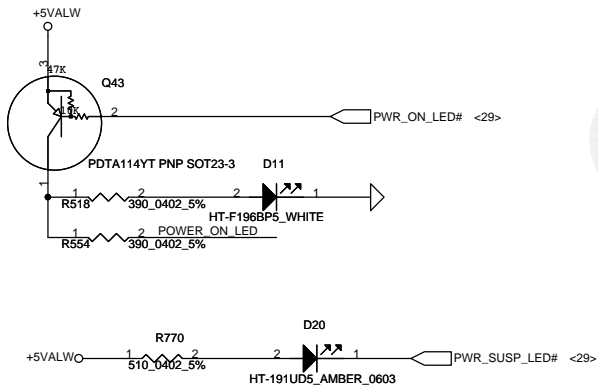 +5VALW
3
47K
10K
Q43
2
PWR_ON_LED# <29>
PDTA114YT PNP SOT23-3
D11
1
1 2 2 1
R518 390_0402_5% HT-F196BP5_WHITE
1 2 POWER_ON_LED
R554 390_0402_5%
D20
R770
+5VALW 1 2 2 1 PWR_SUSP_LED# <29>
510_0402_5%
HT-191UD5_AMBER_0603